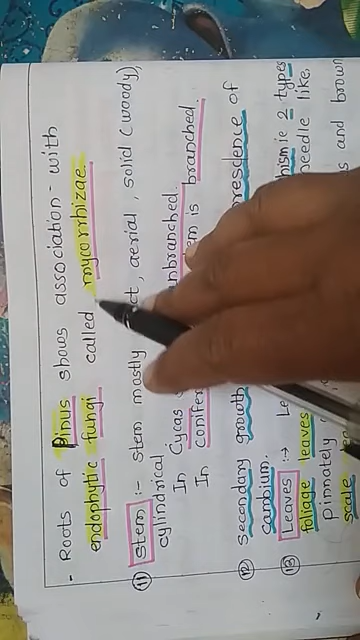 - Roots of Pinus shows association - with
endophytic fungi called mycorrhizae.
11 Stem :- stem mostly ct, aerial, solid (woody)
cylindrical
In Cycas unbranched.
In conifer em is branched.
12 Secondary growth of
cambium.
13 Leaves :→ Le hism ie 2 types
foliage leaves needle like.
pinnately s and brown
scale